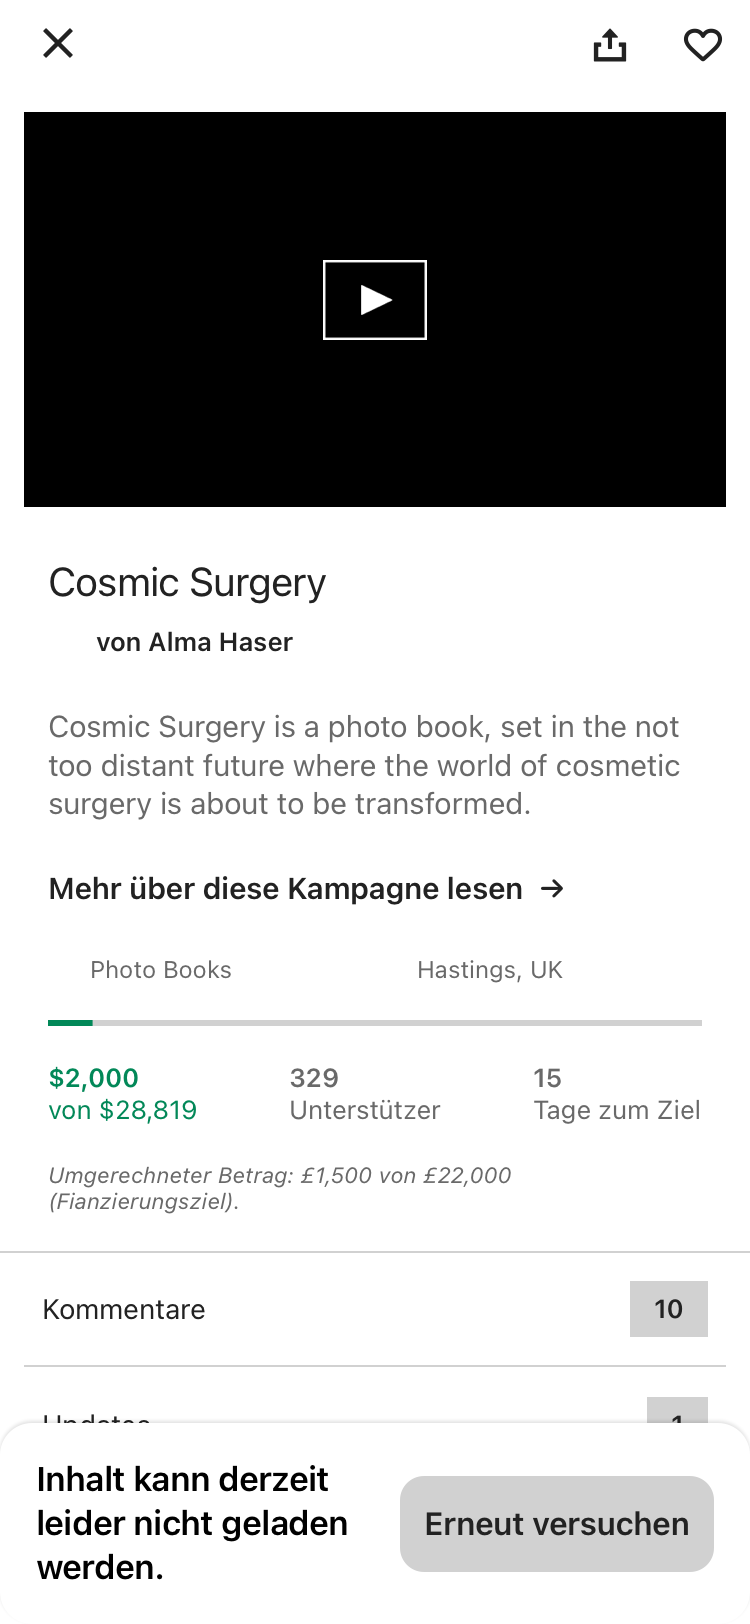 Cosmic Surgery
von Alma Haser
Cosmic Surgery is a photo book, set in the not
too distant future where the world of cosmetic
surgery is about to be transformed.
Mehr über diese Kampagne lesen →
Photo Books
Hastings, UK
$2,000
von $28,819
329
Unterstützer
15
Tage zum Ziel
Umgerechneter Betrag: £1,500 von £22,000
(Fianzierungsziel).
Kommentare
10
Updates
1
Inhalt kann derzeit
leider nicht geladen
werden.
Erneut versuchen